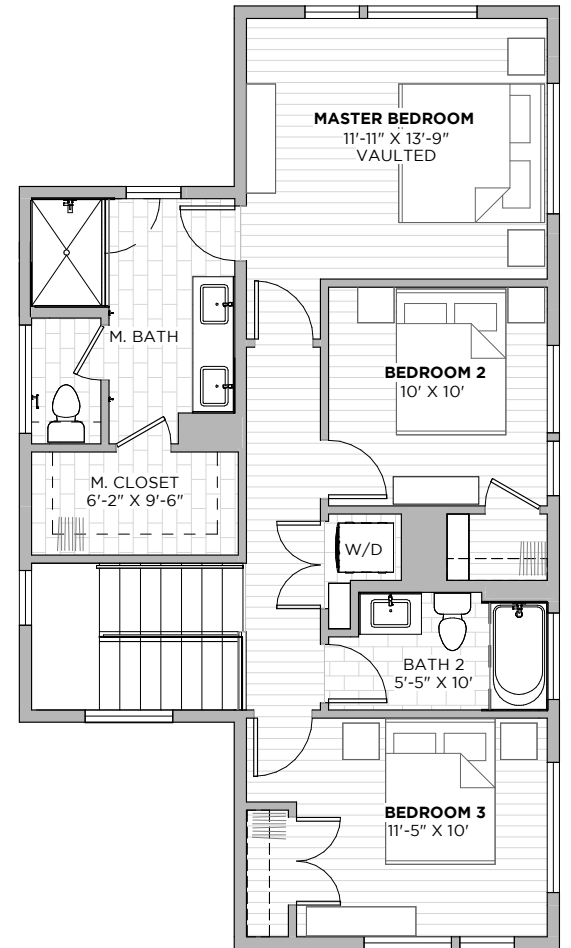 MASTER BEDROOM
11'-11" X 13'-9"
VAULTED
M. BATH
BEDROOM 2
10' X 10'
M. CLOSET
6'-2" X 9'-6"
W/D
BATH 2
5'-5" X 10'
BEDROOM 3
11'-5" X 10'